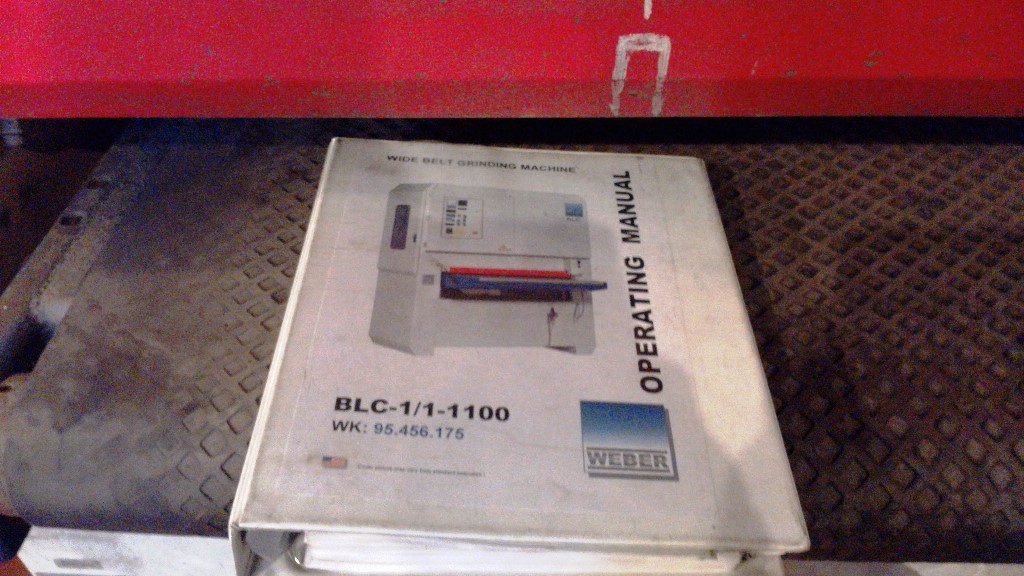 WIDE BELT GRINDING MACHINE
OPERATING MANUAL
BLC-1/1-1100
WK: 95.456.175
WEBER